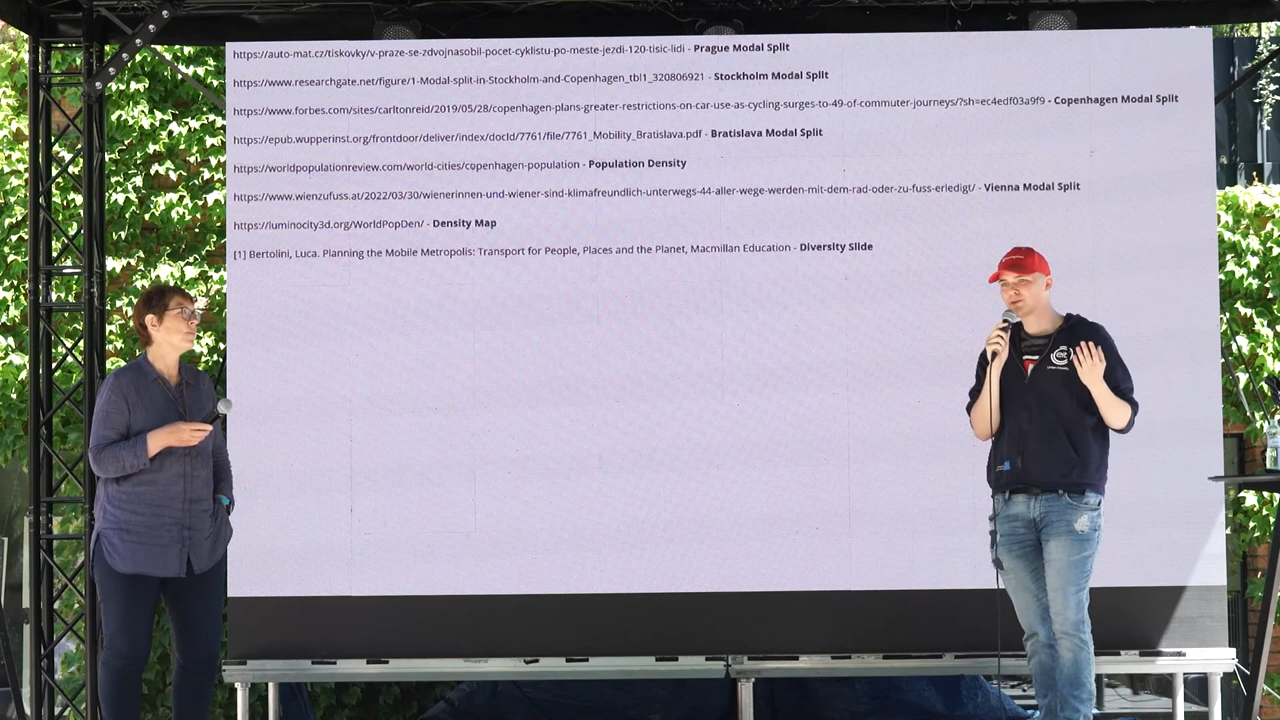 https://auto-mat.cz/tiskovky/v-praze-se-zdvojnasobil-pocet-cyklistu-po-meste-jezdi-120-tisic-lidi - Prague Modal Split
https://www.researchgate.net/figure/1-Modal-split-in-Stockholm-and-Copenhagen_tbl1_320806921 - Stockholm Modal Split
https://www.forbes.com/sites/carltonreid/2019/05/28/copenhagen-plans-greater-restrictions-on-car-use-as-cycling-surges-to-49-of-commuter-journeys/?sh=ec4edf03a9f9 - Copenhagen Modal Split
https://epub.wupperinst.org/frontdoor/deliver/index/docId/7761/file/7761_Mobility_Bratislava.pdf - Bratislava Modal Split
https://worldpopulationreview.com/world-cities/copenhagen-population - Population Density
https://www.wienzufuss.at/2022/03/30/wienerinnen-und-wiener-sind-klimafreundlich-unterwegs-44-aller-wege-werden-mit-dem-rad-oder-zu-fuss-erledigt/ - Vienna Modal Split
https://luminocity3d.org/WorldPopDen/ - Density Map
[1] Bertolini, Luca. Planning the Mobile Metropolis: Transport for People, Places and the Planet, Macmillan Education - Diversity Slide